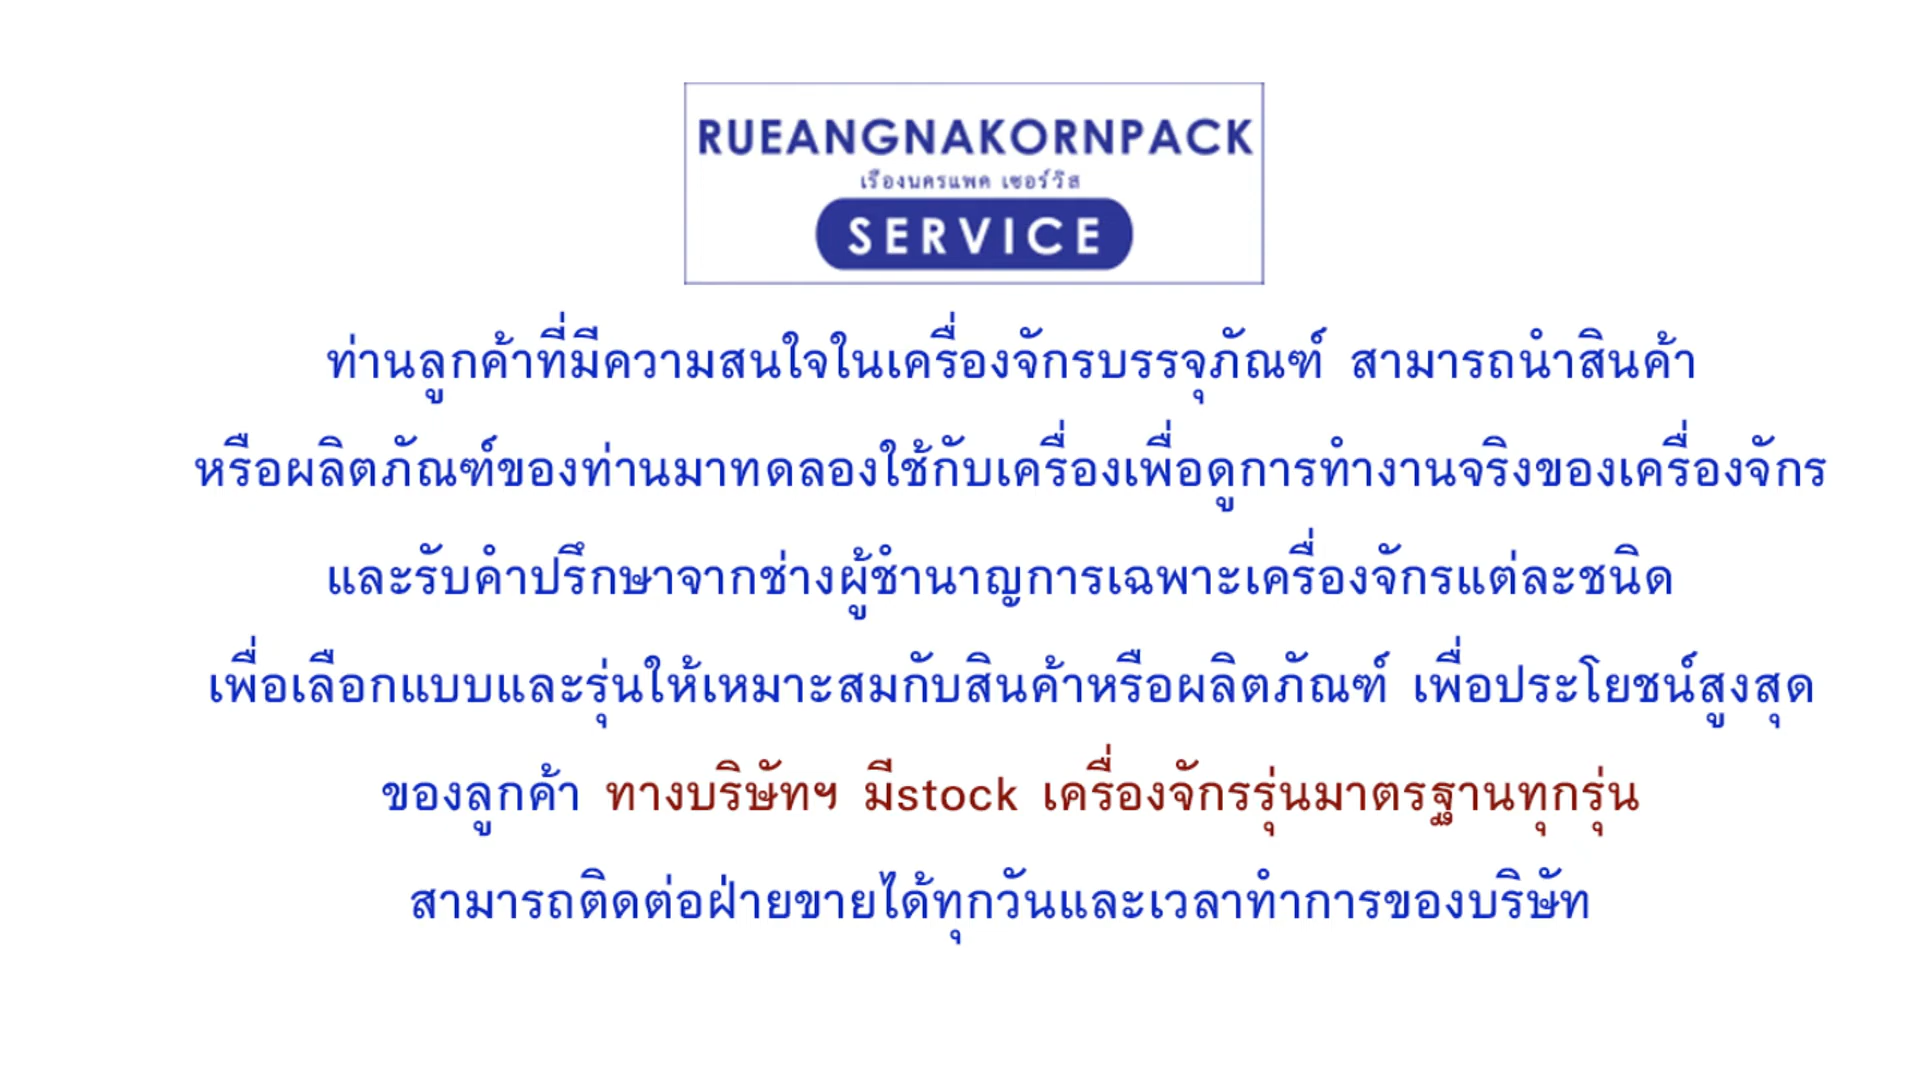 RUEANGNAKORNPACK
เรืองนครแพค เซอร์วิส
SERVICE
ท่านลูกค้าที่มีความสนใจในเครื่องจักรบรรจุภัณฑ์ สามารถนำสินค้า
หรือผลิตภัณฑ์ของท่านมาทดลองใช้กับเครื่องเพื่อดูการทำงานจริงของเครื่องจักร
และรับคำปรึกษาจากช่างผู้ชำนาญการเฉพาะเครื่องจักรแต่ละชนิด
เพื่อเลือกแบบและรุ่นให้เหมาะสมกับสินค้าหรือผลิตภัณฑ์ เพื่อประโยชน์สูงสุด
ของลูกค้า ทางบริษัทฯ มีstock เครื่องจักรรุ่นมาตรฐานทุกรุ่น
สามารถติดต่อฝ่ายขายได้ทุกวันและเวลาทำการของบริษัท